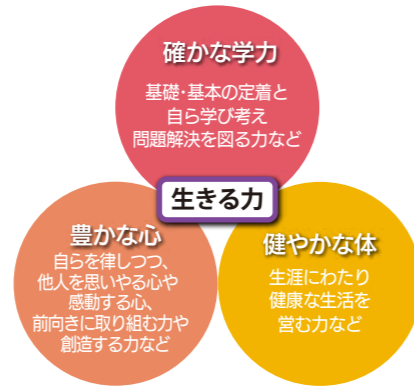 確かな学力
基礎・基本の定着と
自ら学び考え
問題解決を図る力など
生きる力
豊かな心
自らを律しつつ、
他人を思いやる心や
感動する心、
前向きに取り組む力や
創造する力など
健やかな体
生涯にわたり
健康な生活を
営む力など